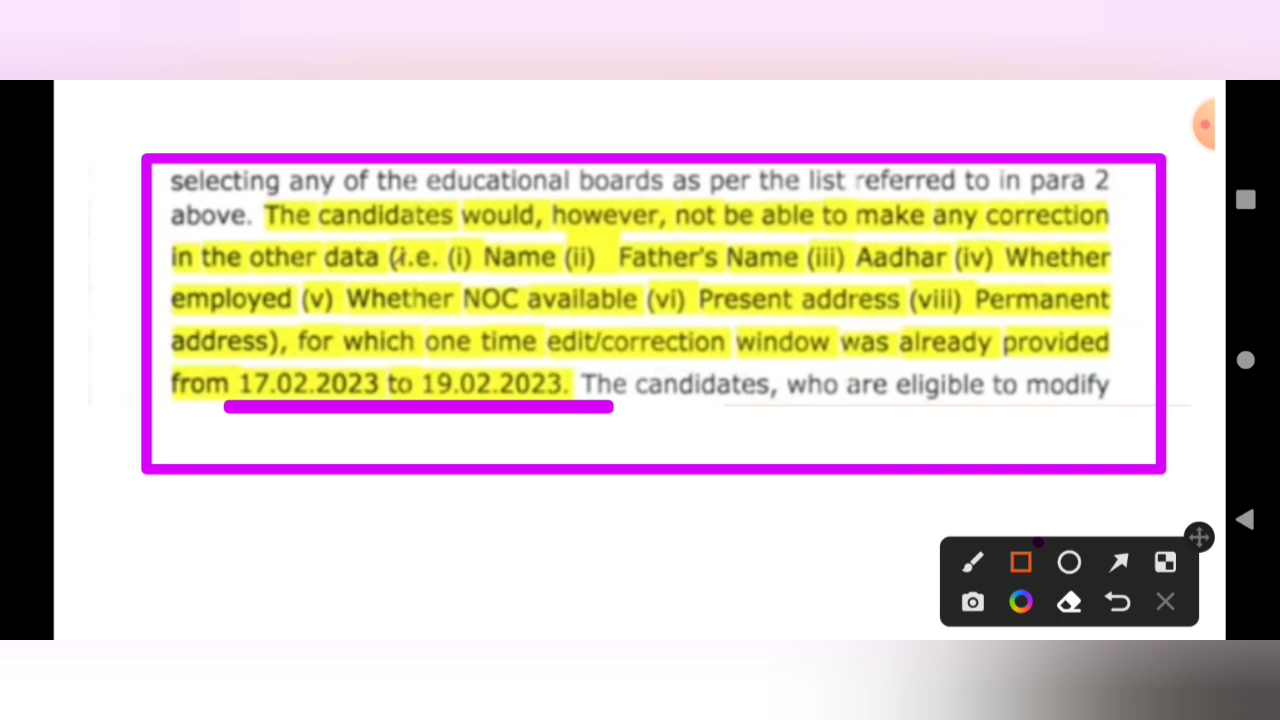 selecting any of the educational boards as per the list referred to in para 2
above. The candidates would, however, not be able to make any correction
in the other data (i.e. (i) Name (ii) Father's Name (iii) Aadhar (iv) Whether
employed (v) Whether NOC available (vi) Present address (viii) Permanent
address), for which one time edit/correction window was already provided
from 17.02.2023 to 19.02.2023. The candidates, who are eligible to modify